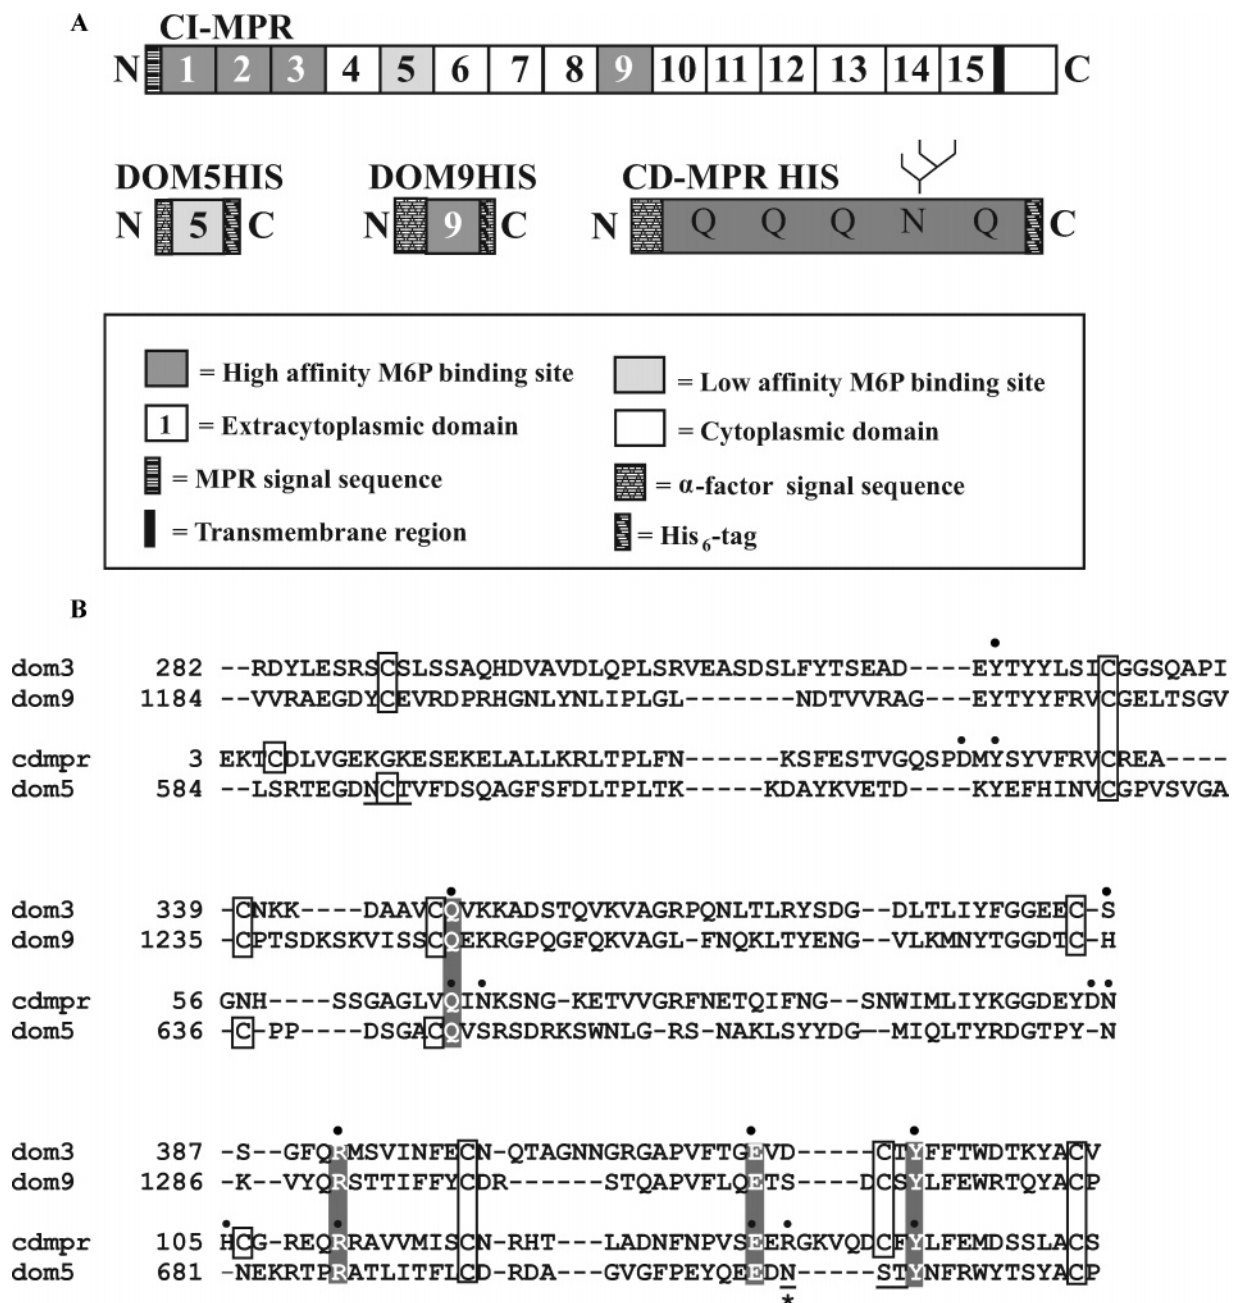 A
CI-MPR
N 1 2 3 4 5 6 7 8 9 10 11 12 13 14 15 C
DOM5HIS DOM9HIS CD-MPR HIS
N 5 C N 9 C N Q Q Q N Q C
= High affinity M6P binding site
= Low affinity M6P binding site
1 = Extracytoplasmic domain
= Cytoplasmic domain
= MPR signal sequence
= α-factor signal sequence
= Transmembrane region
= His6-tag
B
dom3 282 --RDYLESRSCSLSSAQHDVAVDLQPLSRVEASDSLFYTSEAD----EYTYYLSICGGSQAPI
dom9 1184 --VVRAEGDYCEVRDPRHGNLYNLIPLGL-------NDTVVRAG---EYTYYFRVCGELTSGV
cdmpr 3 EKTCDLVGEKGKESEKELALLKRLTPLFN------KSFESTVGQSPDMYSYVFRVCREA----
dom5 584 --LSRTEGDNCTVFDSQAGFSFDLTPLTK-----KDAYKVETD----KYEFHINVCGPVSVGA
dom3 339 -CNKK----DAAVCQVKKADSTQVKVAGRPQNLTLRYSDG--DLTLIYFGGEEC-S
dom9 1235 -CPTSDKSKVISSCQEKRGPQGFQKVAGL-FNQKLTYENG--VLKMNYTGGDTC-H
cdmpr 56 GNH----SSGAGLVQINKSNG-KETVVGRFNETQIFNG--SNWIMLIYKGGDEYDN
dom5 636 -C-PP----DSGACQVSRSDRKSWNLG-RS-NAKLSYYDG--MIQLTYRDGTPY-N
dom3 387 -S--GFQRMSVINFECN-QTAGNNGRGAPVFTGEVD-----CTYFFTWDTKYACV
dom9 1286 -K--VYQRSTTIFFYCDR------STQAPVFLQETS----DCSYLFEWRTQYACP
cdmpr 105 HCG-REQRRAVVMISCN-RHT---LADNFNPVSEERGKVQDCFYLFEMDSSLACS
dom5 681 -NEKRTPRATLITFLCD-RDA---GVGFPEYQEEDN-----STYNFRWYTSYACP
*